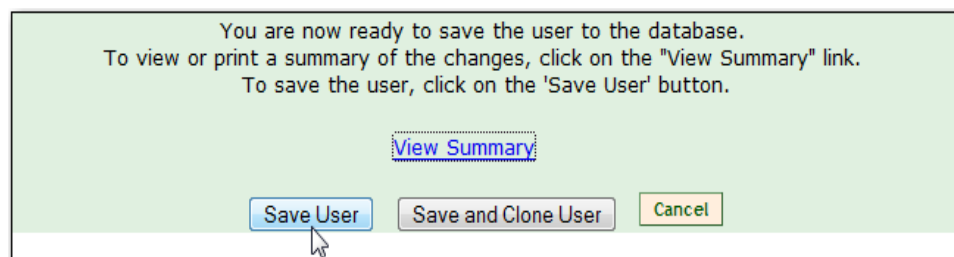 You are now ready to save the user to the database.
To view or print a summary of the changes, click on the "View Summary" link.
To save the user, click on the 'Save User' button.
View Summary
Save User Save and Clone User Cancel